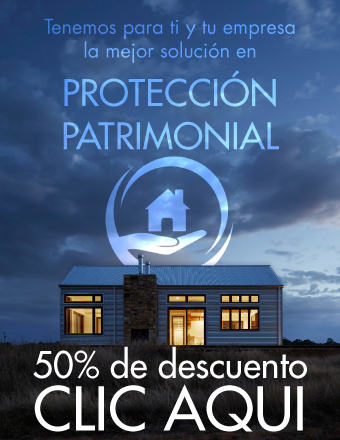 Tenemos para ti y tu empresa
la mejor solución en
PROTECCIÓN
PATRIMONIAL
50% de descuento
CLIC AQUI